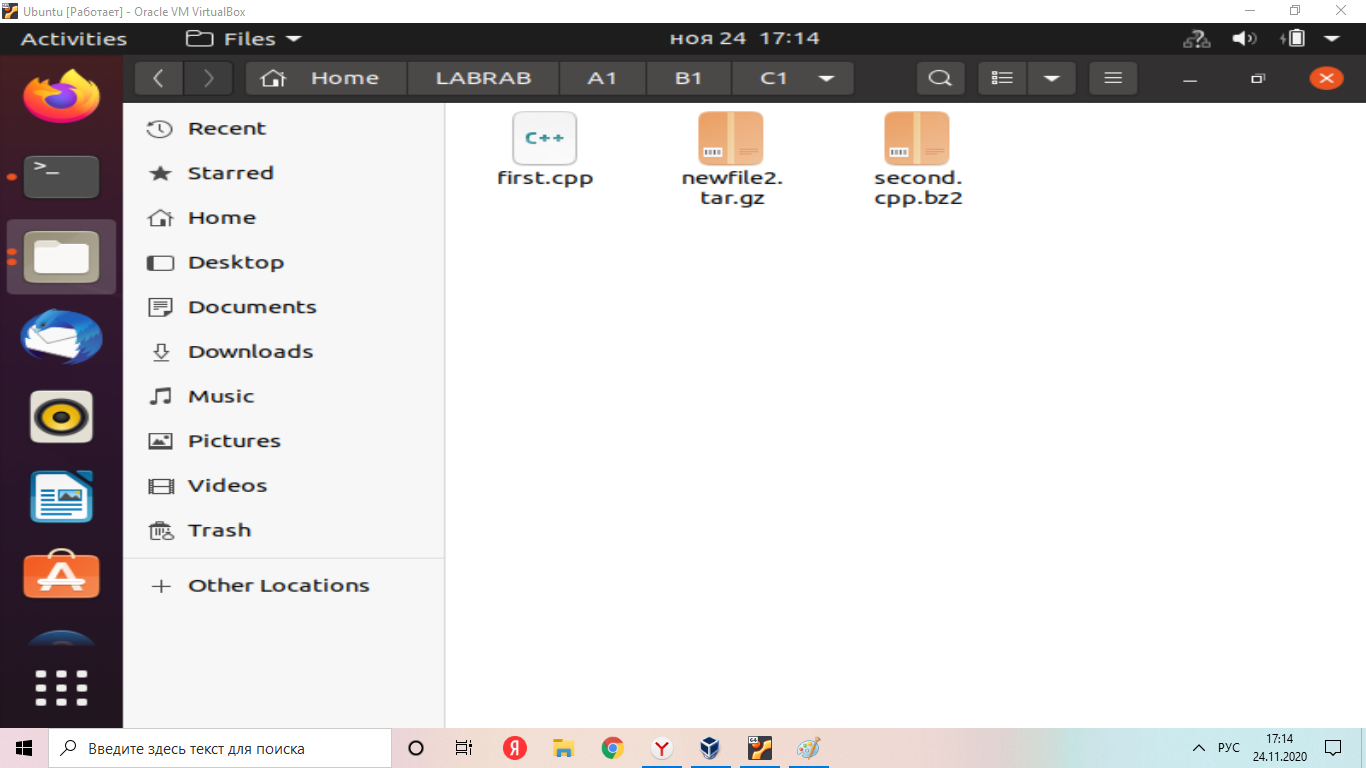 Ubuntu [Работает] - Oracle VM VirtualBox
Activities
Files
ноя 24 17:14
Home
LABRAB
A1
B1
C1
Recent
Starred
Home
Desktop
Documents
Downloads
Music
Pictures
Videos
Trash
Other Locations
C++
first.cpp
newfile2.
tar.gz
second.
cpp.bz2
Введите здесь текст для поиска
РУС
17:14
24.11.2020